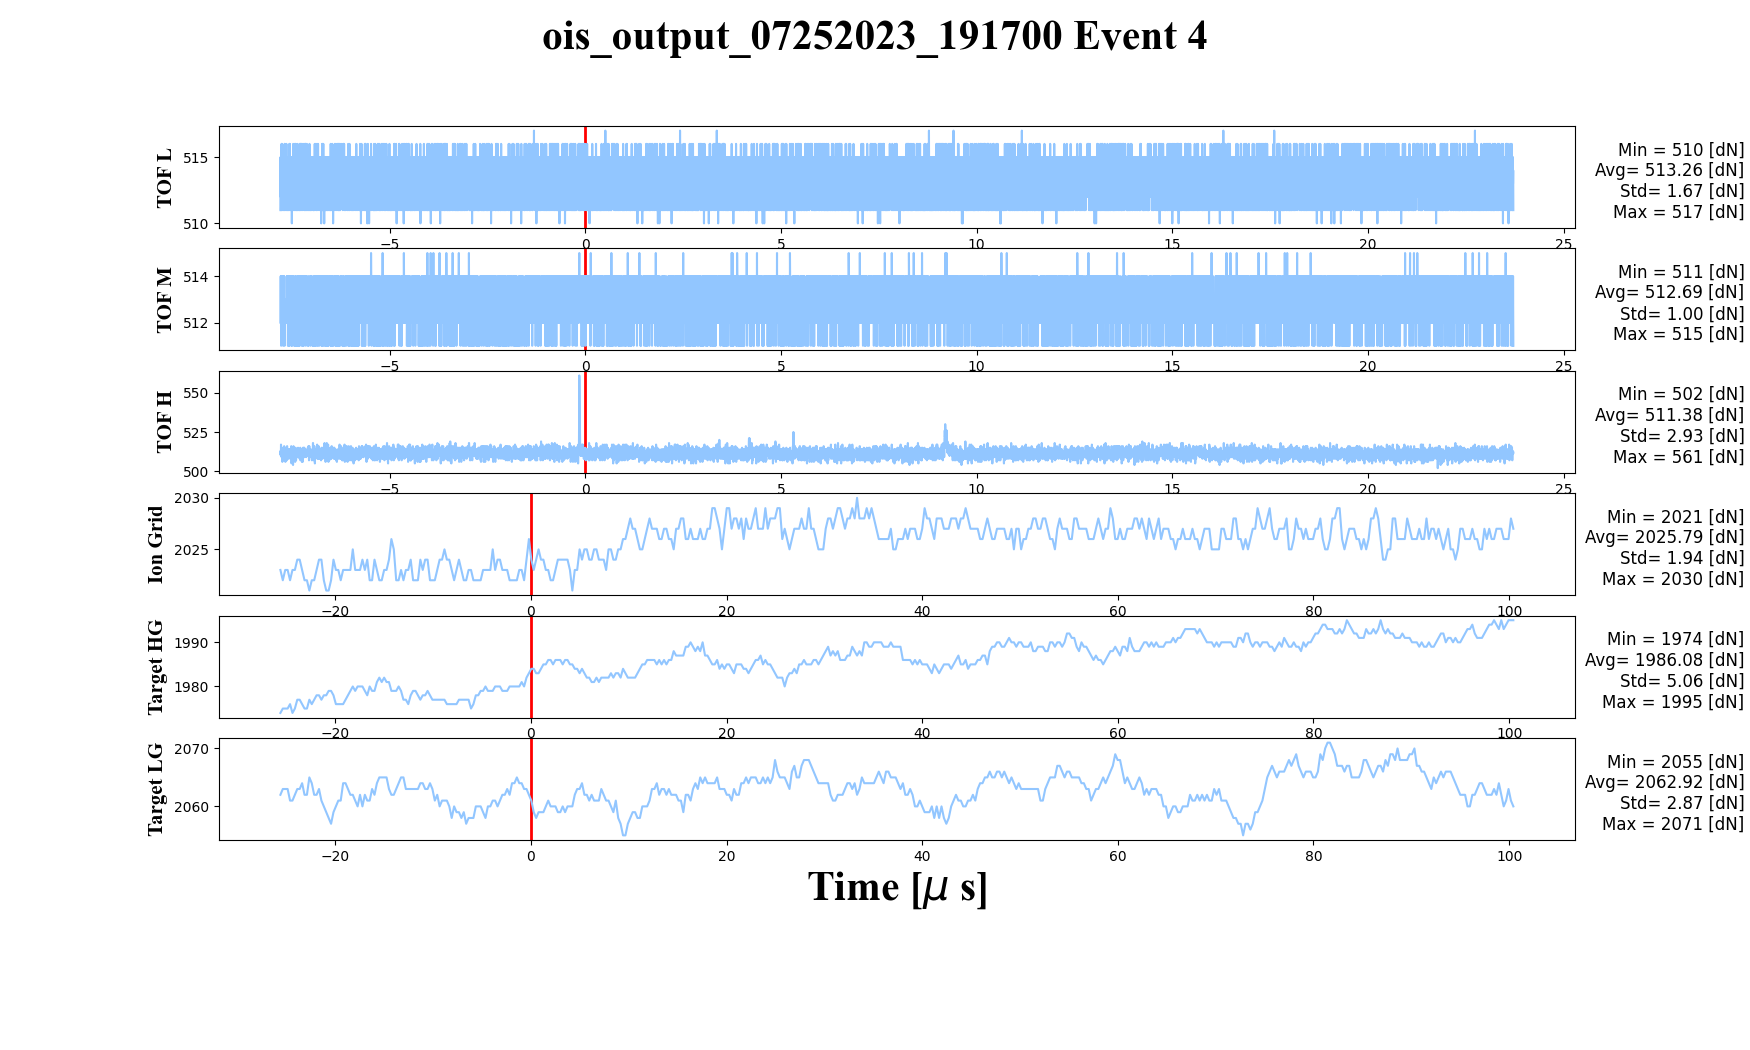 ois_output_07252023_191700 Event 4
TOF L
515
510
−5
0
5
10
15
20
25
Min = 510 [dN]
Avg= 513.26 [dN]
Std= 1.67 [dN]
Max = 517 [dN]
TOF M
514
512
−5
0
5
10
15
20
25
Min = 511 [dN]
Avg= 512.69 [dN]
Std= 1.00 [dN]
Max = 515 [dN]
TOF H
550
525
500
−5
0
5
10
15
20
25
Min = 502 [dN]
Avg= 511.38 [dN]
Std= 2.93 [dN]
Max = 561 [dN]
Ion Grid
2030
2025
−20
0
20
40
60
80
100
Min = 2021 [dN]
Avg= 2025.79 [dN]
Std= 1.94 [dN]
Max = 2030 [dN]
Target HG
1990
1980
−20
0
20
40
60
80
100
Min = 1974 [dN]
Avg= 1986.08 [dN]
Std= 5.06 [dN]
Max = 1995 [dN]
Target LG
2070
2060
−20
0
20
40
60
80
100
Min = 2055 [dN]
Avg= 2062.92 [dN]
Std= 2.87 [dN]
Max = 2071 [dN]
Time [μ s]